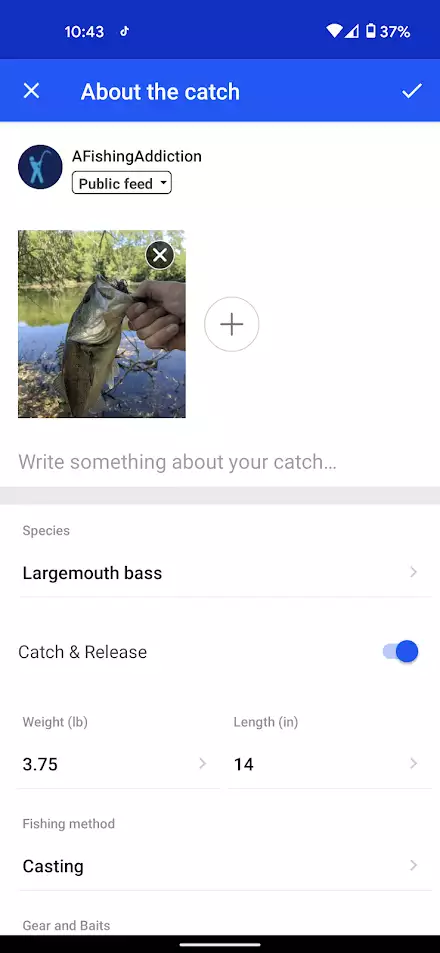 10:43 37%
About the catch
AFishingAddiction
Public feed
Write something about your catch...
Species
Largemouth bass
Catch & Release
Weight (lb) Length (in)
3.75 14
Fishing method
Casting
Gear and Baits